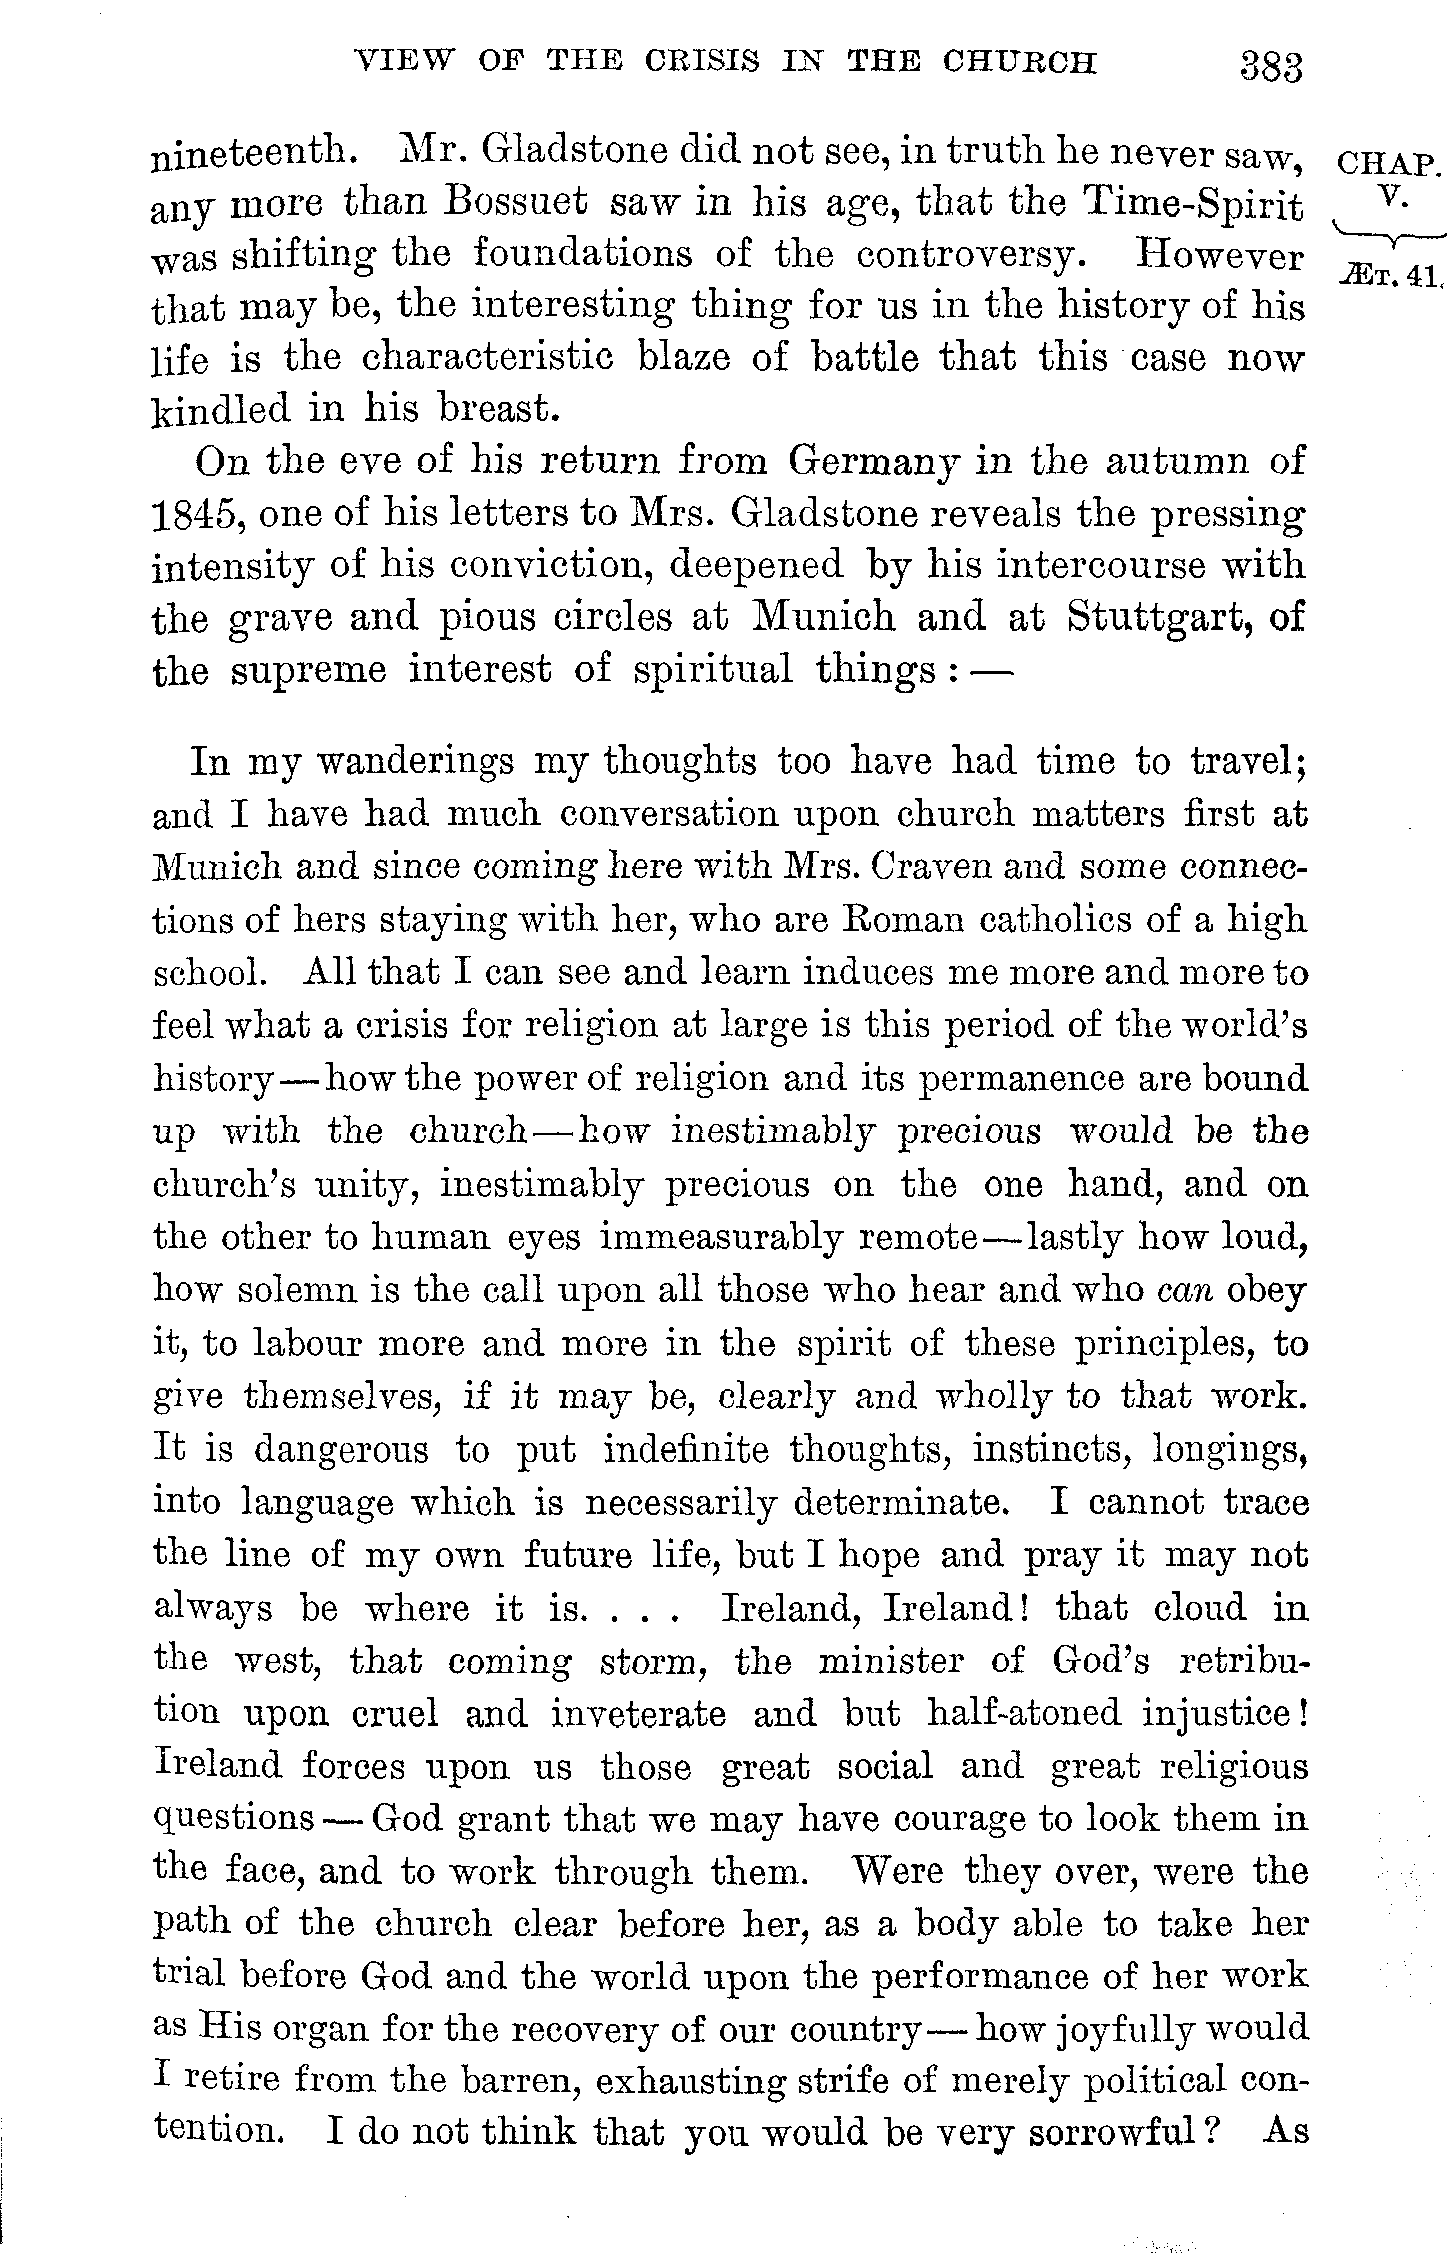 VIEW OF THE CRISIS IN THE CHURCH 383
nineteenth. Mr. Gladstone did not see, in truth he never saw,
any more than Bossuet saw in his age, that the Time-Spirit
was shifting the foundations of the controversy. However
that may be, the interesting thing for us in the history of his
life is the characteristic blaze of battle that this case now
kindled in his breast.
CHAP.
V.
ÆT. 41.
On the eve of his return from Germany in the autumn of
1845, one of his letters to Mrs. Gladstone reveals the pressing
intensity of his conviction, deepened by his intercourse with
the grave and pious circles at Munich and at Stuttgart, of
the supreme interest of spiritual things : —
In my wanderings my thoughts too have had time to travel;
and I have had much conversation upon church matters first at
Munich and since coming here with Mrs. Craven and some connec-
tions of hers staying with her, who are Roman catholics of a high
school. All that I can see and learn induces me more and more to
feel what a crisis for religion at large is this period of the world's
history—how the power of religion and its permanence are bound
up with the church—how inestimably precious would be the
church's unity, inestimably precious on the one hand, and on
the other to human eyes immeasurably remote—lastly how loud,
how solemn is the call upon all those who hear and who can obey
it, to labour more and more in the spirit of these principles, to
give themselves, if it may be, clearly and wholly to that work.
It is dangerous to put indefinite thoughts, instincts, longings,
into language which is necessarily determinate. I cannot trace
the line of my own future life, but I hope and pray it may not
always be where it is. . . . Ireland, Ireland! that cloud in
the west, that coming storm, the minister of God's retribu-
tion upon cruel and inveterate and but half-atoned injustice!
Ireland forces upon us those great social and great religious
questions — God grant that we may have courage to look them in
the face, and to work through them. Were they over, were the
path of the church clear before her, as a body able to take her
trial before God and the world upon the performance of her work
as His organ for the recovery of our country— how joyfully would
I retire from the barren, exhausting strife of merely political con-
tention. I do not think that you would be very sorrowful? As